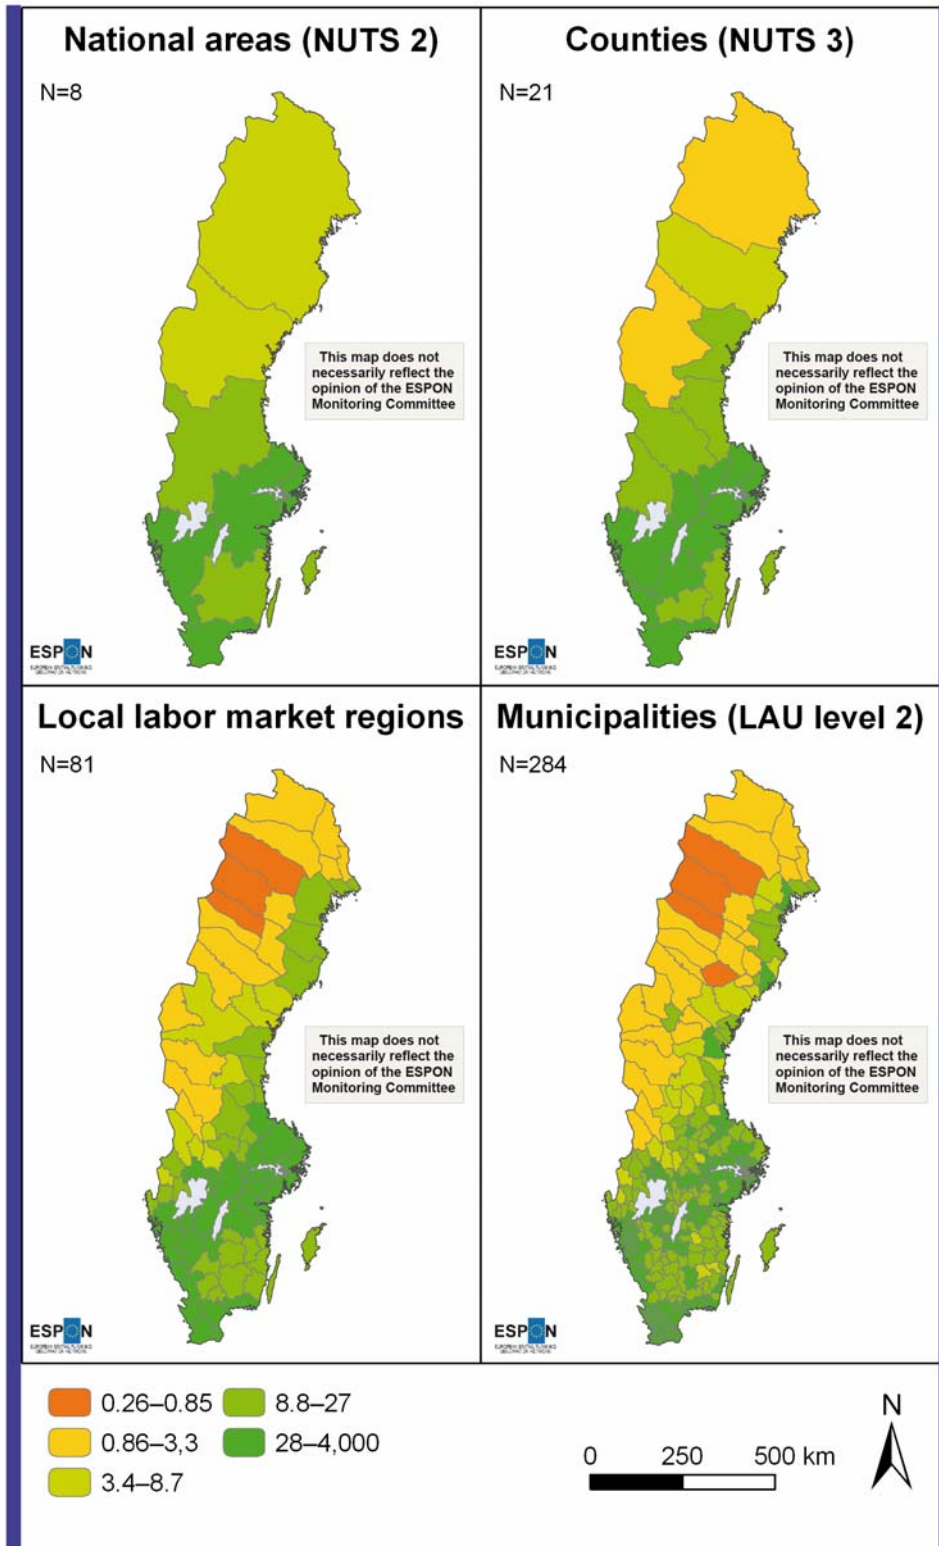 National areas (NUTS 2)
N=8
This map does not
necessarily reflect the
opinion of the ESPON
Monitoring Committee
ESPON
Counties (NUTS 3)
N=21
This map does not
necessarily reflect the
opinion of the ESPON
Monitoring Committee
ESPON
Local labor market regions
N=81
This map does not
necessarily reflect the
opinion of the ESPON
Monitoring Committee
ESPON
Municipalities (LAU level 2)
N=284
This map does not
necessarily reflect the
opinion of the ESPON
Monitoring Committee
ESPON
0.26–0.85
0.86–3,3
3.4–8.7
8.8–27
28–4,000
0 250 500 km
N